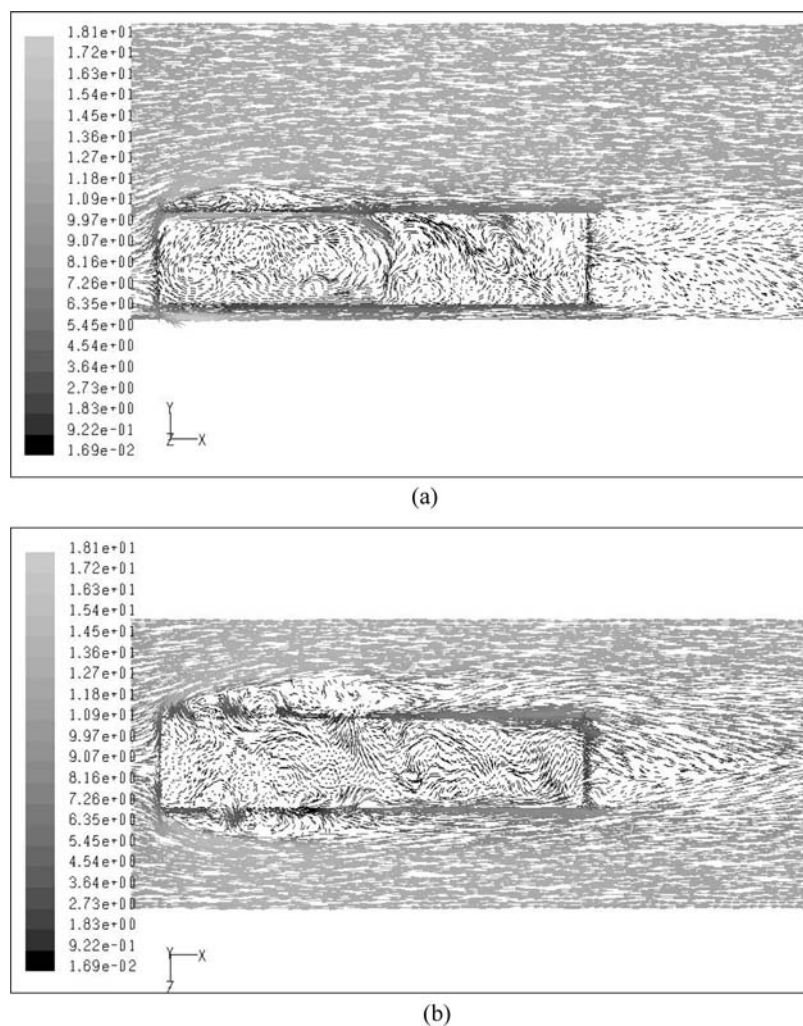 1.81e+01
1.72e+01
1.63e+01
1.54e+01
1.45e+01
1.36e+01
1.27e+01
1.18e+01
1.09e+01
9.97e+00
9.07e+00
8.16e+00
7.26e+00
6.35e+00
5.45e+00
4.54e+00
3.64e+00
2.73e+00
1.83e+00
9.22e-01
1.69e-02
Y
Z X
(a)
1.81e+01
1.72e+01
1.63e+01
1.54e+01
1.45e+01
1.36e+01
1.27e+01
1.18e+01
1.09e+01
9.97e+00
9.07e+00
8.16e+00
7.26e+00
6.35e+00
5.45e+00
4.54e+00
3.64e+00
2.73e+00
1.83e+00
9.22e-01
1.69e-02
Y X
Z
(b)